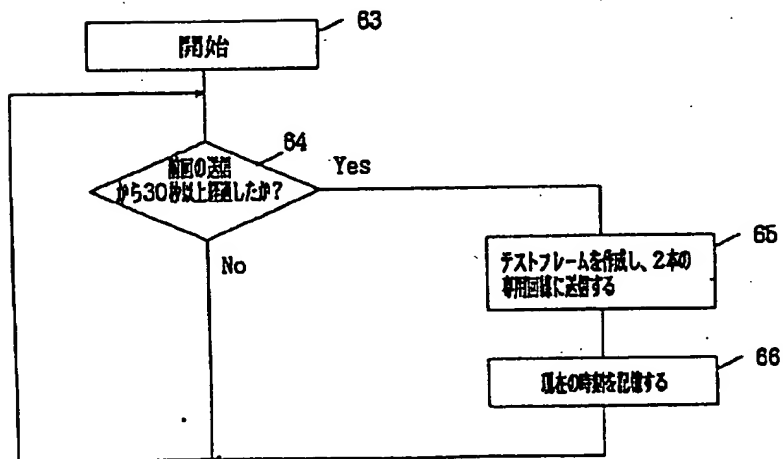 63
開始
64
前回の送信
から30秒以上経過したか?
Yes
No
65
テストフレームを作成し、2本の
専用回線に送信する
66
現在の時刻を記憶する